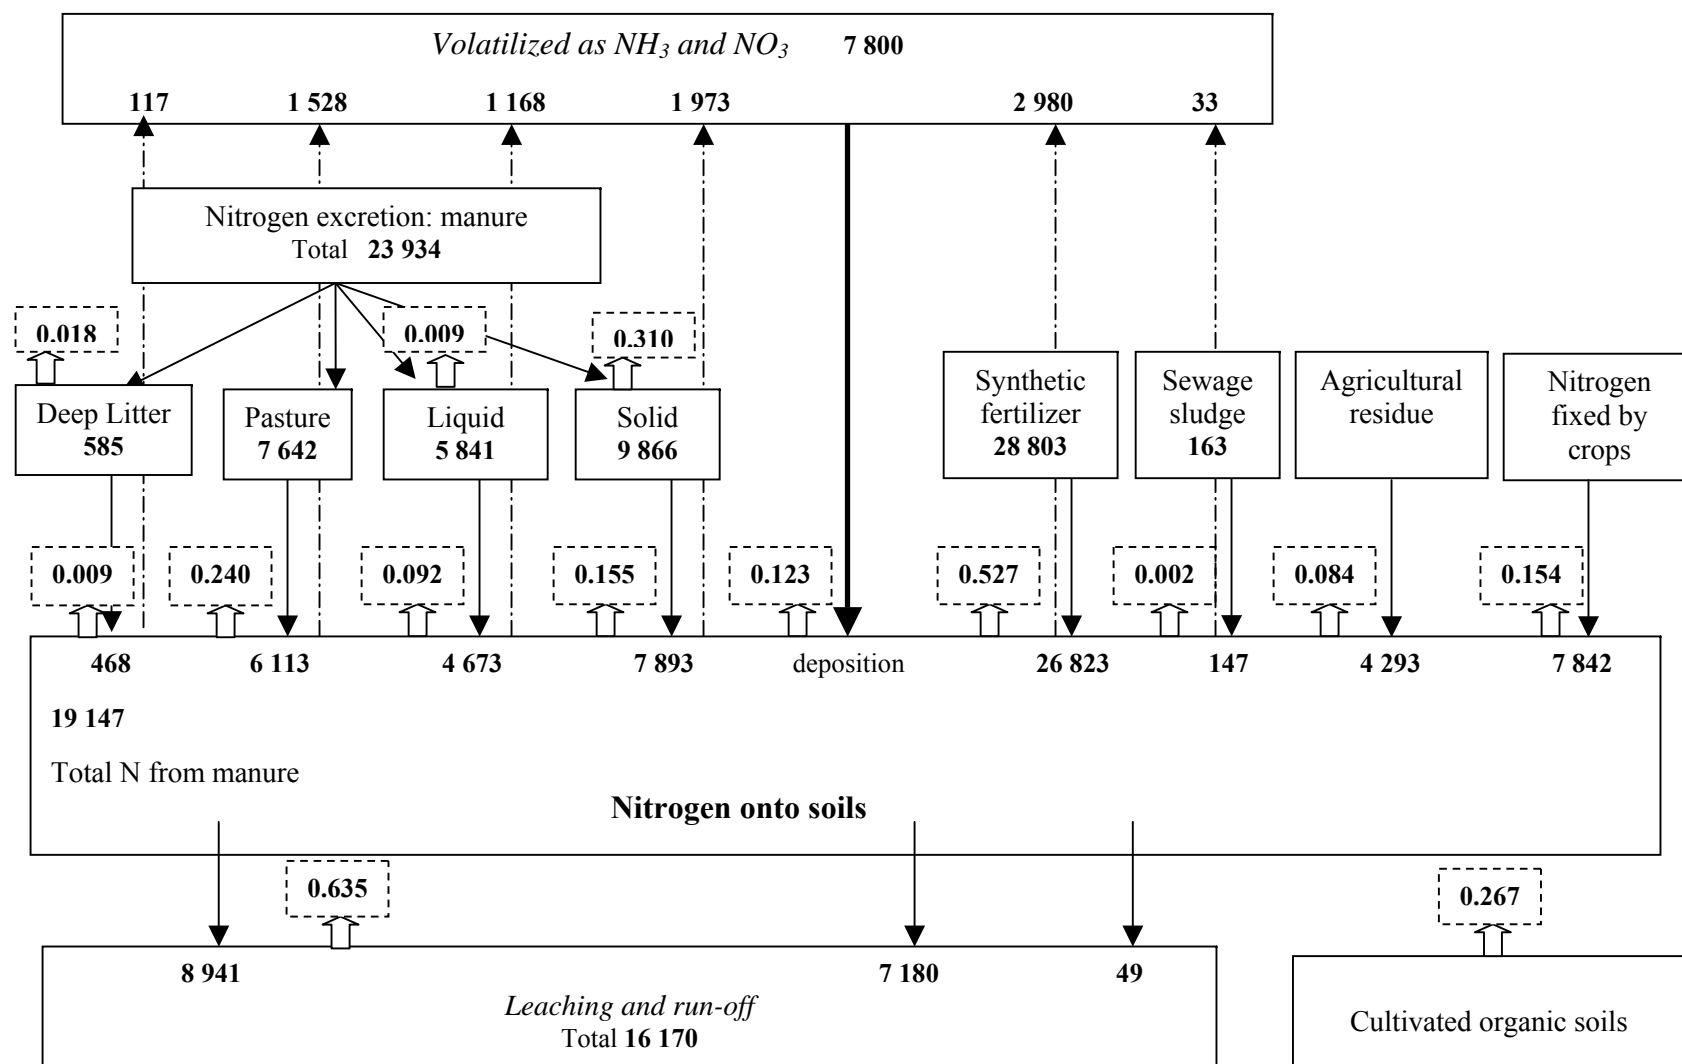 Volatilized as NH3 and NO3 7 800
117 1 528 1 168 1 973 2 980 33
Nitrogen excretion: manure
Total 23 934
0.018 0.009 0.310
Deep Litter
585
Pasture
7 642
Liquid
5 841
Solid
9 866
Synthetic
fertilizer
28 803
Sewage
sludge
163
Agricultural
residue
Nitrogen
fixed by
crops
0.009 0.240 0.092 0.155 0.123 0.527 0.002 0.084 0.154
468 6 113 4 673 7 893 deposition 26 823 147 4 293 7 842
19 147
Total N from manure
Nitrogen onto soils
0.635 0.267
8 941 7 180 49
Leaching and run-off
Total 16 170
Cultivated organic soils